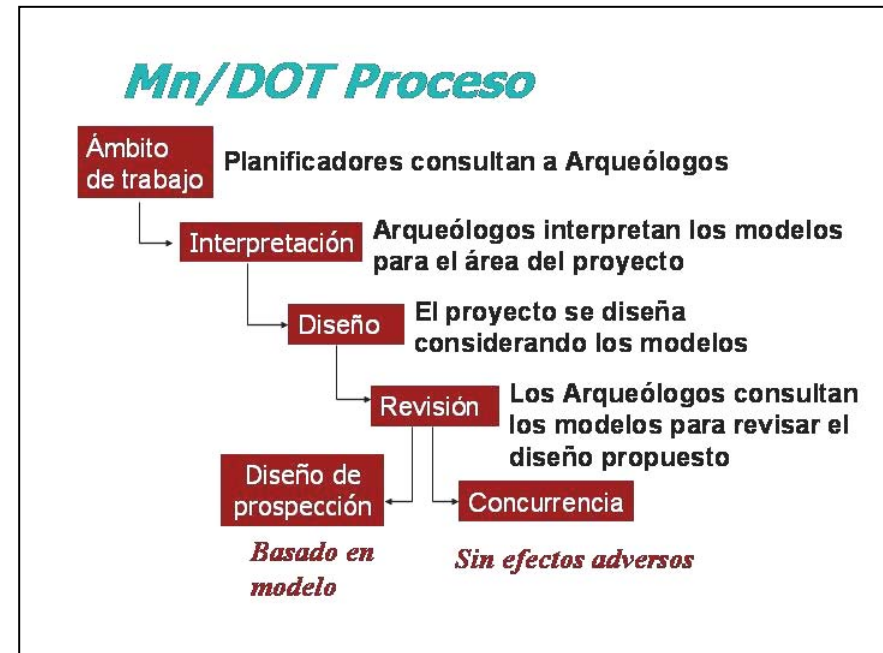 Mn/DOT Proceso
Ámbito
de trabajo
Planificadores consultan a Arqueólogos
Interpretación
Arqueólogos interpretan los modelos
para el área del proyecto
Diseño
El proyecto se diseña
considerando los modelos
Revisión
Los Arqueólogos consultan
los modelos para revisar el
diseño propuesto
Diseño de
prospección
Concurrencia
Basado en
modelo
Sin efectos adversos